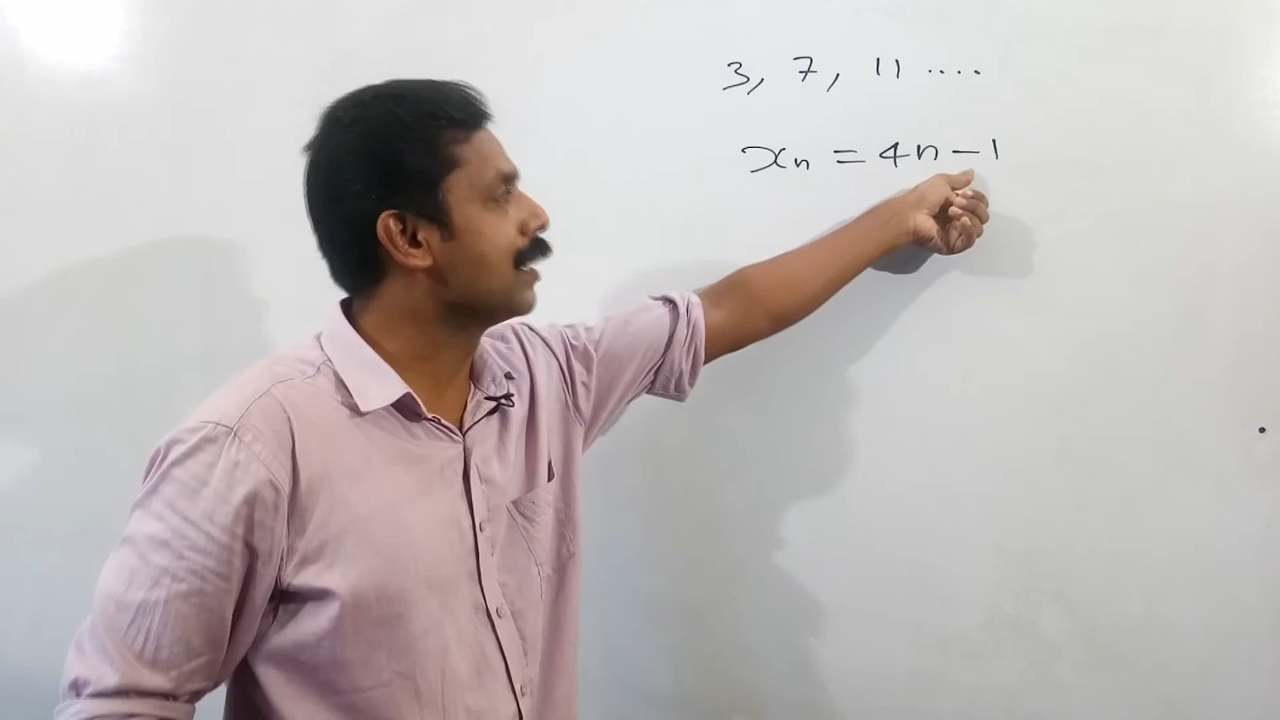 3, 7, 11 ....
xₙ = 4n - 1